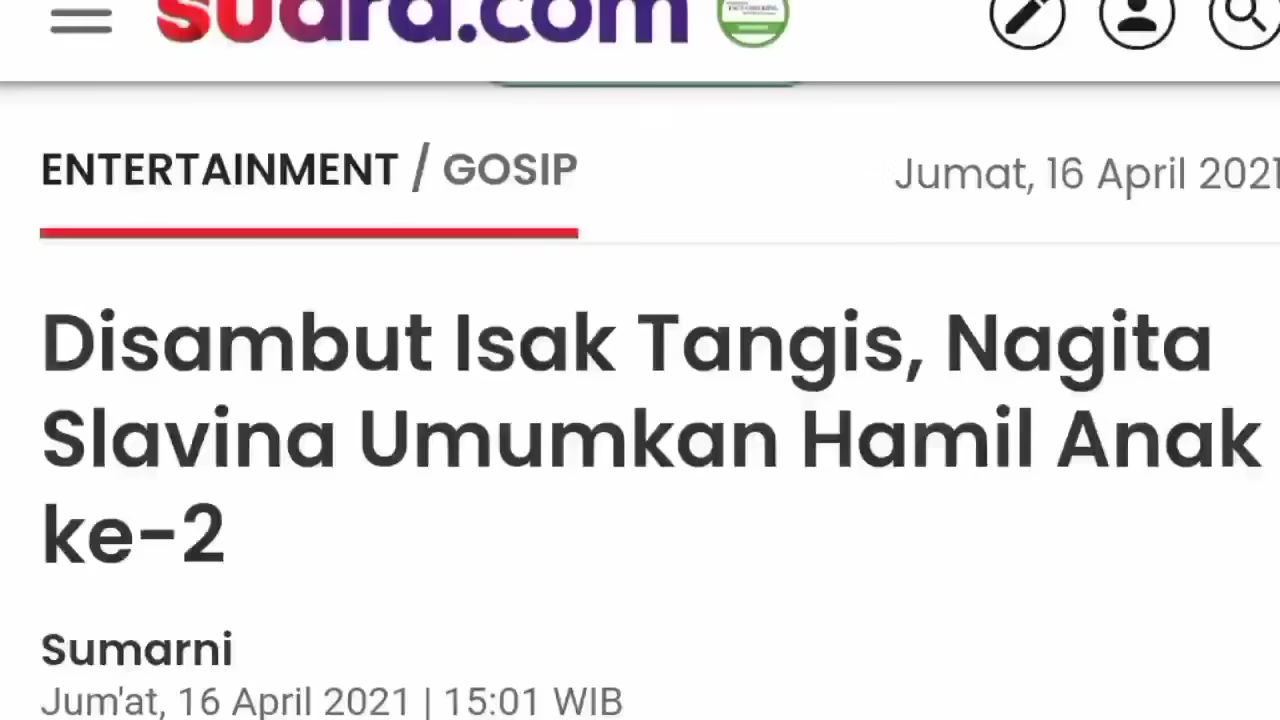 suara.com
ENTERTAINMENT / GOSIP
Jumat, 16 April 2021
Disambut Isak Tangis, Nagita
Slavina Umumkan Hamil Anak
ke-2
Sumarni
Jum'at, 16 April 2021 | 15:01 WIB